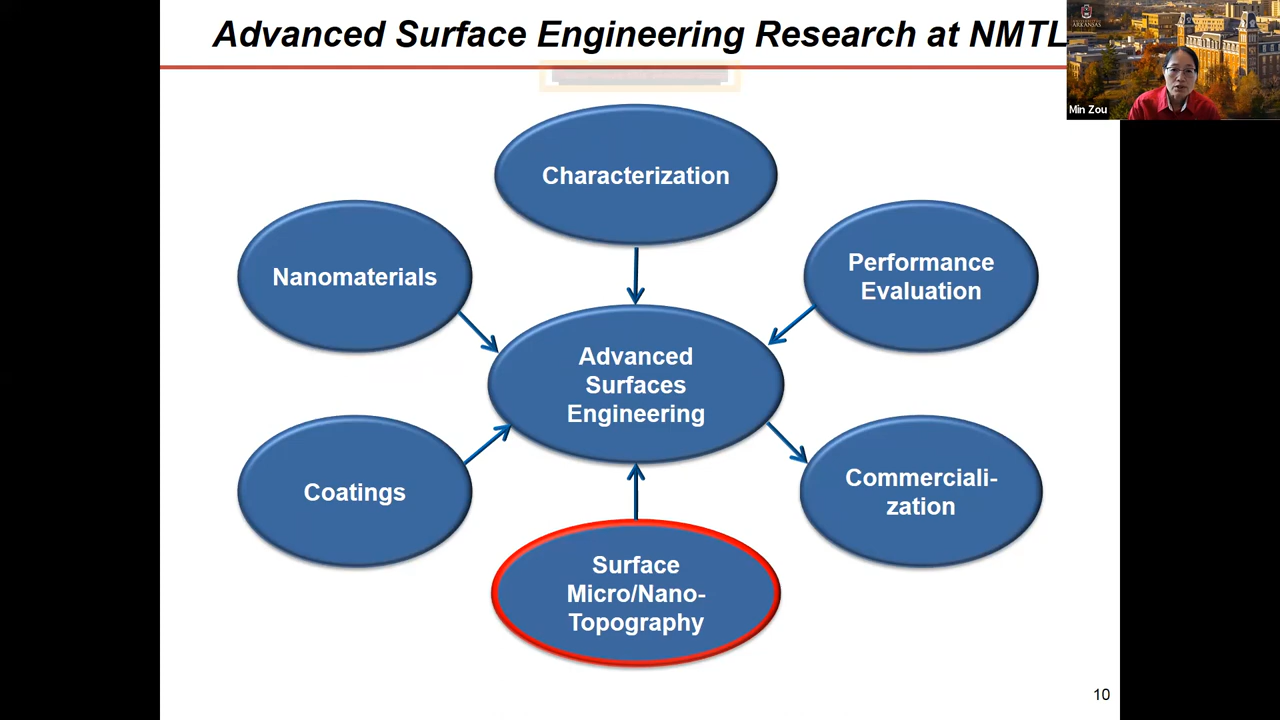 Advanced Surface Engineering Research at NMTL
ARKANSAS
Min Zou
Characterization
Nanomaterials
Performance
Evaluation
Advanced
Surfaces
Engineering
Coatings
Commerciali-
zation
Surface
Micro/Nano-
Topography
10